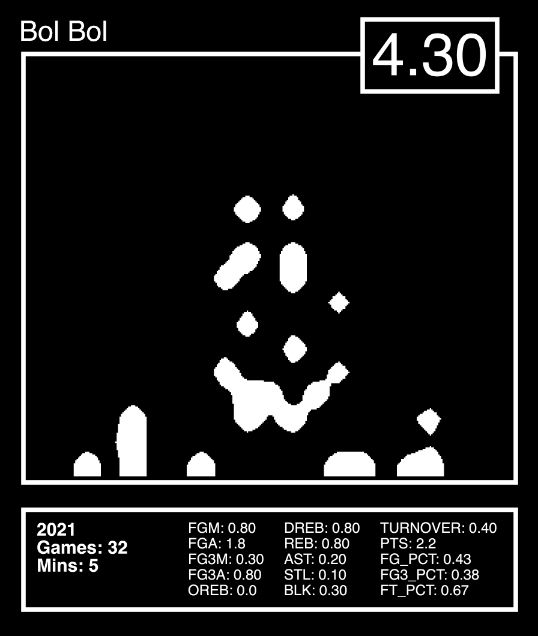 Bol Bol
4.30
2021
Games: 32
Mins: 5
FGM: 0.80
FGA: 1.8
FG3M: 0.30
FG3A: 0.80
OREB: 0.0
DREB: 0.80
REB: 0.80
AST: 0.20
STL: 0.10
BLK: 0.30
TURNOVER: 0.40
PTS: 2.2
FG_PCT: 0.43
FG3_PCT: 0.38
FT_PCT: 0.67